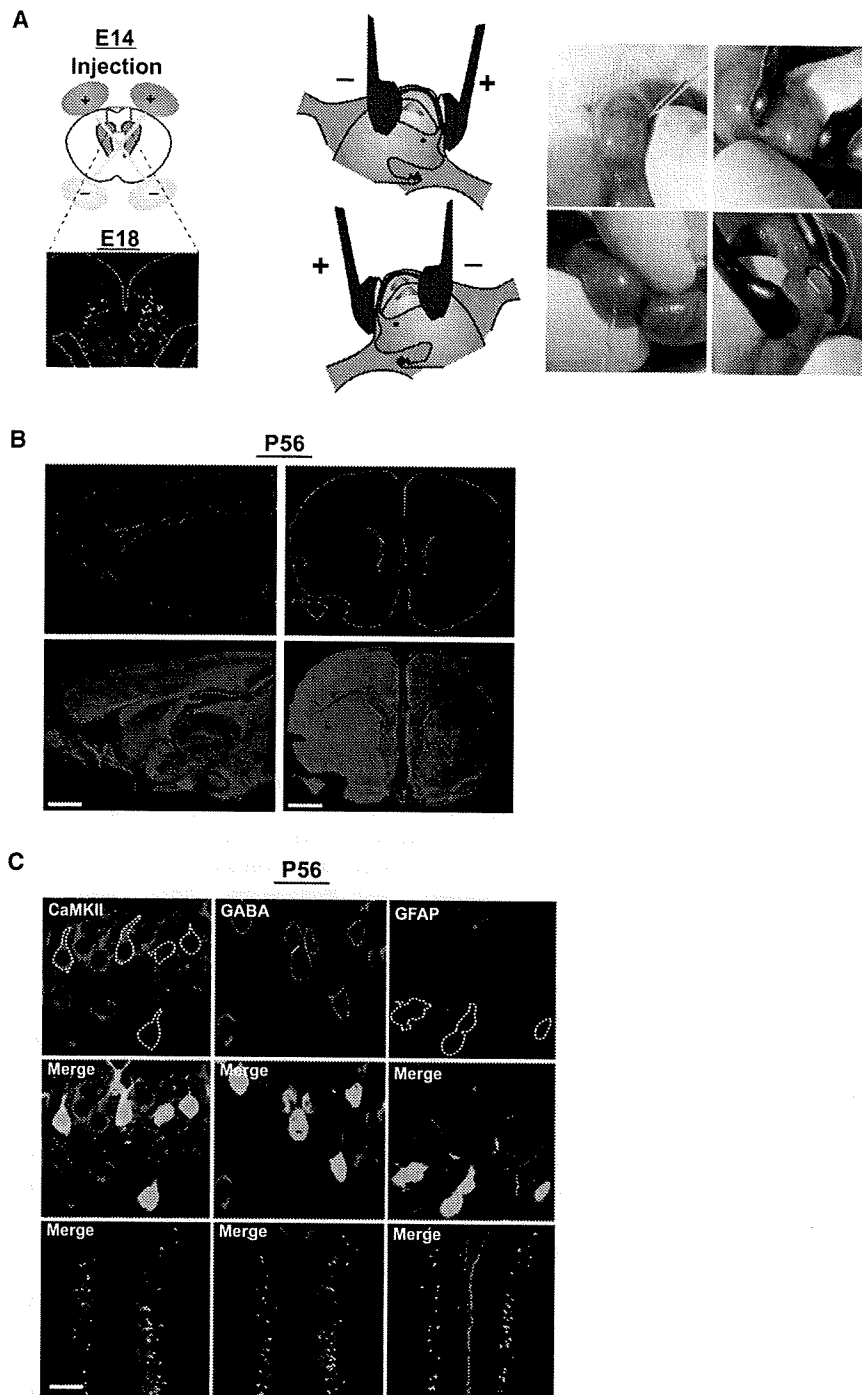 A
E14
Injection
+ +
− −
E18
− +
+ −
B
P56
C
P56
CaMKII GABA GFAP
Merge Merge Merge
Merge Merge Merge